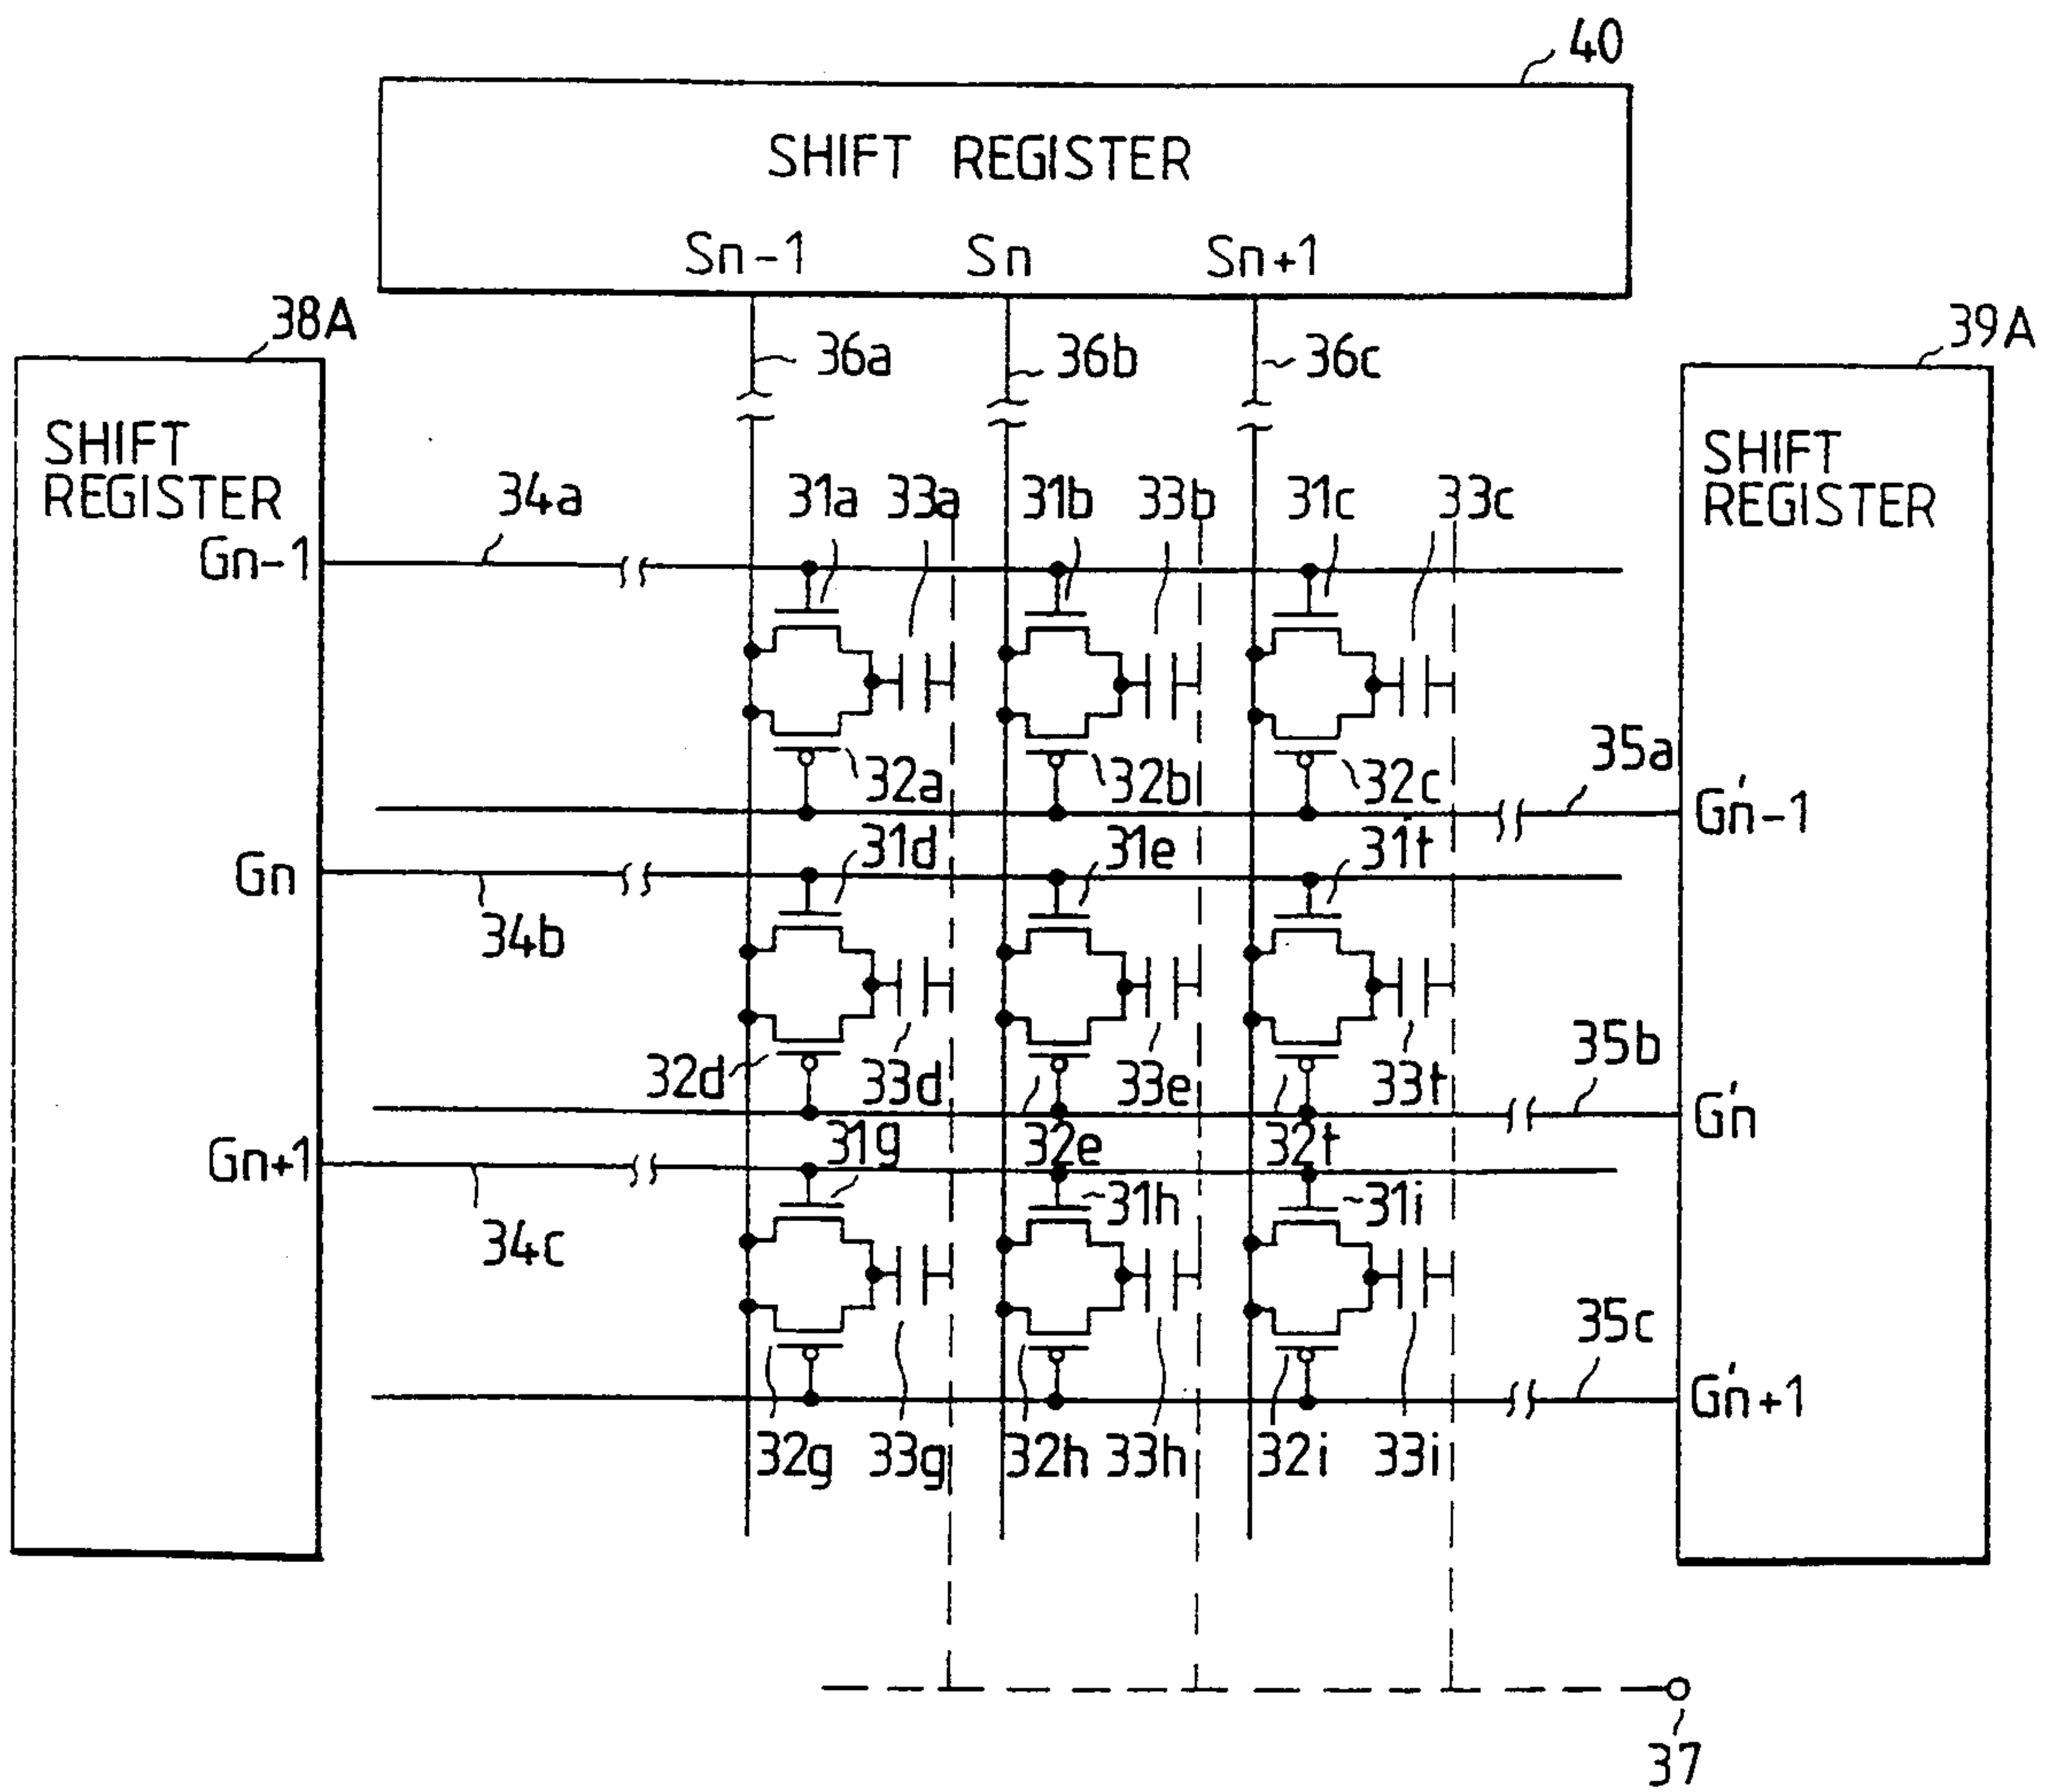 40
SHIFT REGISTER
Sn-1 Sn Sn+1
38A
39A
36a 36b 36c
SHIFT
REGISTER
SHIFT
REGISTER
34a 31a 33a 31b 33b 31c 33c
Gn-1
35a
32a 32b 32c
G'n-1
31d 31e 31f
Gn
34b
35b
32d 33d 33e 33f
G'n
31g 32e 32f
Gn+1
31h 31i
34c
35c
G'n+1
32g 33g 32h 33h 32i 33i
37